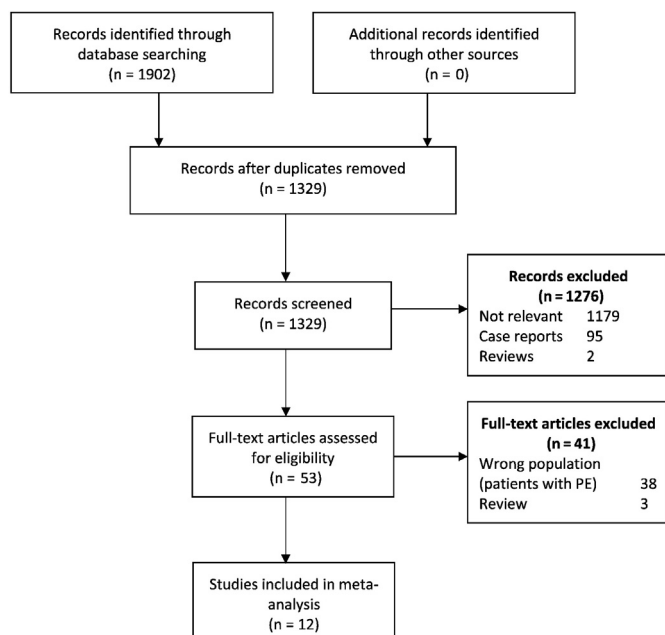 Records identified through
database searching
(n = 1902)
Additional records identified
through other sources
(n = 0)
Records after duplicates removed
(n = 1329)
Records screened
(n = 1329)
Records excluded
(n = 1276)
Not relevant 1179
Case reports 95
Reviews 2
Full-text articles assessed
for eligibility
(n = 53)
Full-text articles excluded
(n = 41)
Wrong population
(patients with PE) 38
Review 3
Studies included in meta-
analysis
(n = 12)